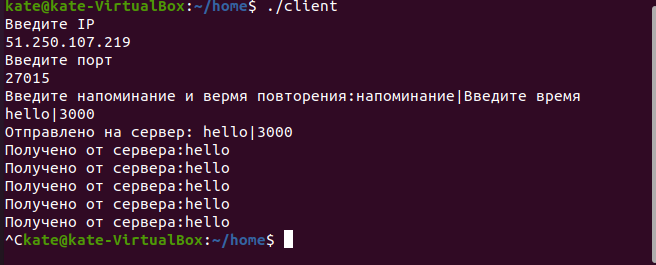 kate@kate-VirtualBox:~/home$ ./client
Введите IP
51.250.107.219
Введите порт
27015
Введите напоминание и вермя повторения:напоминание|Введите время
hello|3000
Отправлено на сервер: hello|3000
Получено от сервера:hello
Получено от сервера:hello
Получено от сервера:hello
Получено от сервера:hello
Получено от сервера:hello
^Ckate@kate-VirtualBox:~/home$